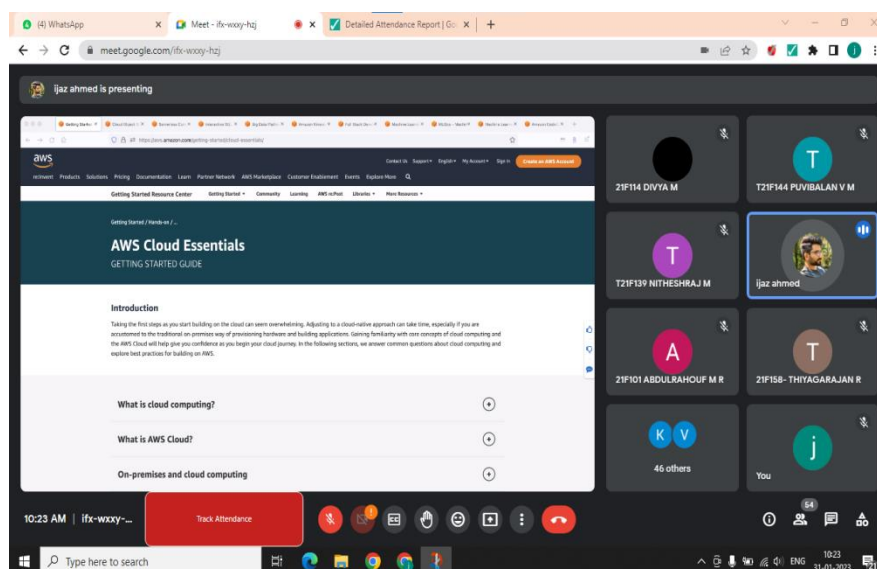 (4) WhatsApp
Meet - ifx-wxxy-hzj
Detailed Attendance Report | Go
meet.google.com/ifx-wxxy-hzj
ijaz ahmed is presenting
aws
Contact Us Support English My Account Sign In Create an AWS Account
re:Invent Products Solutions Pricing Documentation Learn Partner Network AWS Marketplace Customer Enablement Events Explore More
Getting Started Resource Center Getting Started Community Learning AWS re:Post Libraries More Resources
Getting Started / Hands-on / ...
AWS Cloud Essentials
GETTING STARTED GUIDE
Introduction
Taking the first steps as you start building on the cloud can seem overwhelming. Adjusting to a cloud-native approach can take time, especially if you are
accustomed to the traditional on-premises way of provisioning hardware and building applications. Gaining familiarity with core concepts of cloud computing and
the AWS Cloud will help give you confidence as you begin your cloud journey. In the following sections, we answer common questions about cloud computing and
explore best practices for building on AWS.
What is cloud computing?
What is AWS Cloud?
On-premises and cloud computing
21F114 DIVYA M
T
T21F144 PUVIBALAN V M
T
T21F139 NITHESHRAJ M
ijaz ahmed
A
21F101 ABDULRAHOUF M R
T
21F158- THIYAGARAJAN R
K V
46 others
j
You
10:23 AM | ifx-wxxy-...
Track Attendance
54
Type here to search
ENG
10:23
31-01-2023